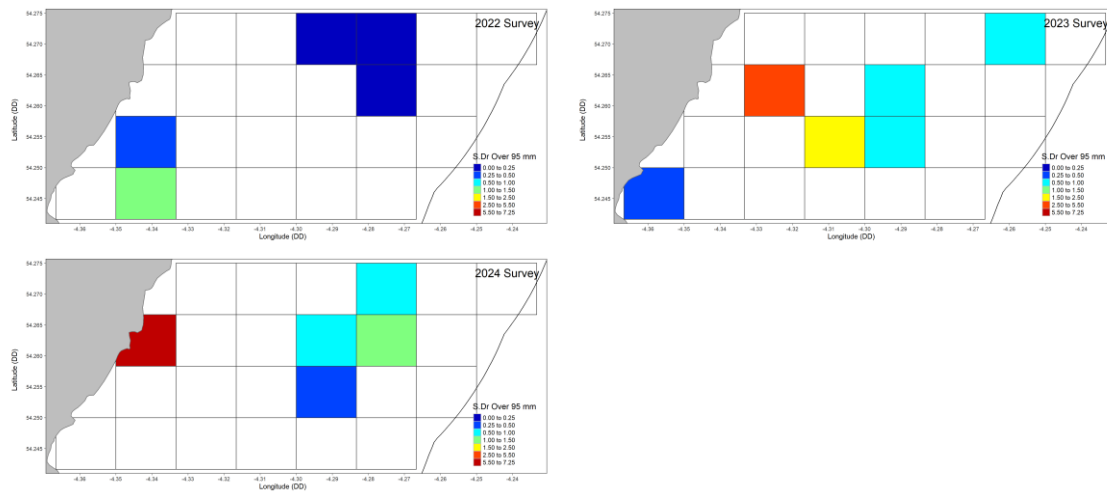 2022 Survey
Latitude (DD)
54.275
54.270
54.265
54.260
54.255
54.250
54.245
S.Dr Over 95 mm
0.00 to 0.25
0.25 to 0.50
0.50 to 1.00
1.00 to 1.50
1.50 to 2.50
2.50 to 5.50
5.50 to 7.25
-4.36 -4.35 -4.34 -4.33 -4.32 -4.31 -4.30 -4.29 -4.28 -4.27 -4.26 -4.25 -4.24
Longitude (DD)
2023 Survey
Latitude (DD)
54.275
54.270
54.265
54.260
54.255
54.250
54.245
S.Dr Over 95 mm
0.00 to 0.25
0.25 to 0.50
0.50 to 1.00
1.00 to 1.50
1.50 to 2.50
2.50 to 5.50
5.50 to 7.25
-4.36 -4.35 -4.34 -4.33 -4.32 -4.31 -4.30 -4.29 -4.28 -4.27 -4.26 -4.25 -4.24
Longitude (DD)
2024 Survey
Latitude (DD)
54.275
54.270
54.265
54.260
54.255
54.250
54.245
S.Dr Over 95 mm
0.00 to 0.25
0.25 to 0.50
0.50 to 1.00
1.00 to 1.50
1.50 to 2.50
2.50 to 5.50
5.50 to 7.25
-4.36 -4.35 -4.34 -4.33 -4.32 -4.31 -4.30 -4.29 -4.28 -4.27 -4.26 -4.25 -4.24
Longitude (DD)